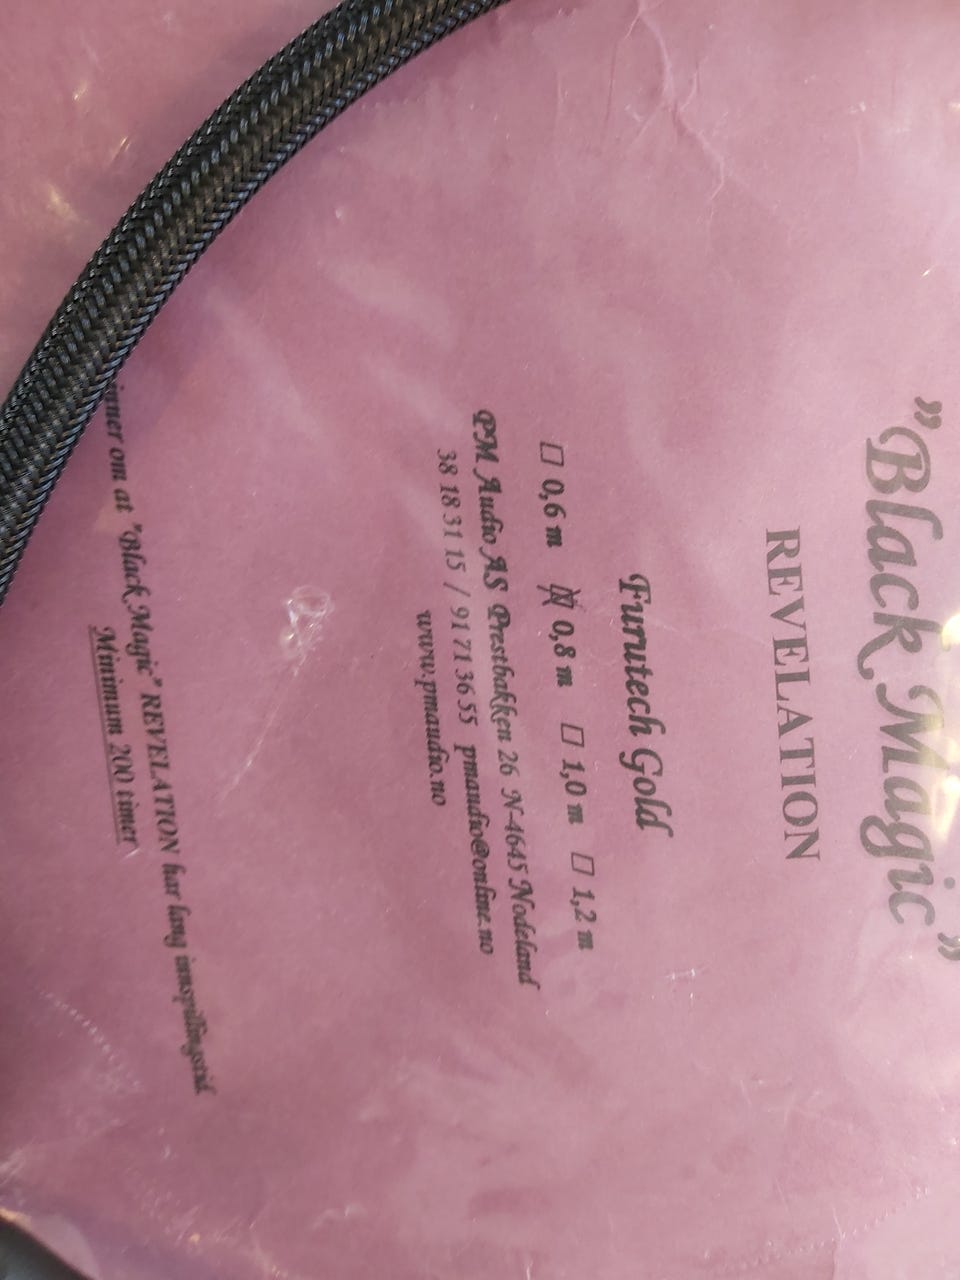 "Black Magic"
REVELATION
Furutech Gold
☐ 0,6 m ☒ 0,8 m ☐ 1,0 m ☐ 1,2 m
PM Audio AS Prestbakken 26 N-4645 Nodeland
38 18 31 15 / 91 71 36 55 pmaudio@online.no
www.pmaudio.no
om at "Black Magic" REVELATION har lang innspillingstid.
Minimum 200 timer